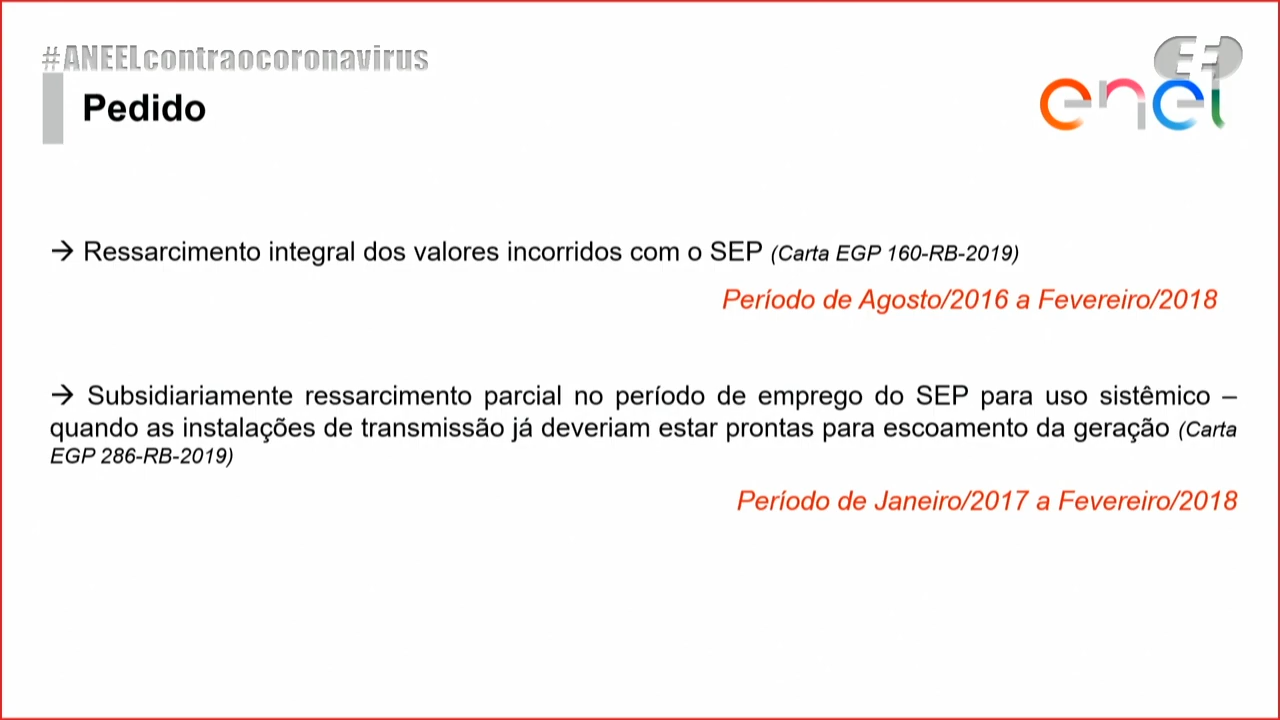 #ANEELcontraocoronavirus
Pedido
enel
→ Ressarcimento integral dos valores incorridos com o SEP (Carta EGP 160-RB-2019)
Período de Agosto/2016 a Fevereiro/2018
→ Subsidiariamente ressarcimento parcial no período de emprego do SEP para uso sistêmico –
quando as instalações de transmissão já deveriam estar prontas para escoamento da geração (Carta
EGP 286-RB-2019)
Período de Janeiro/2017 a Fevereiro/2018